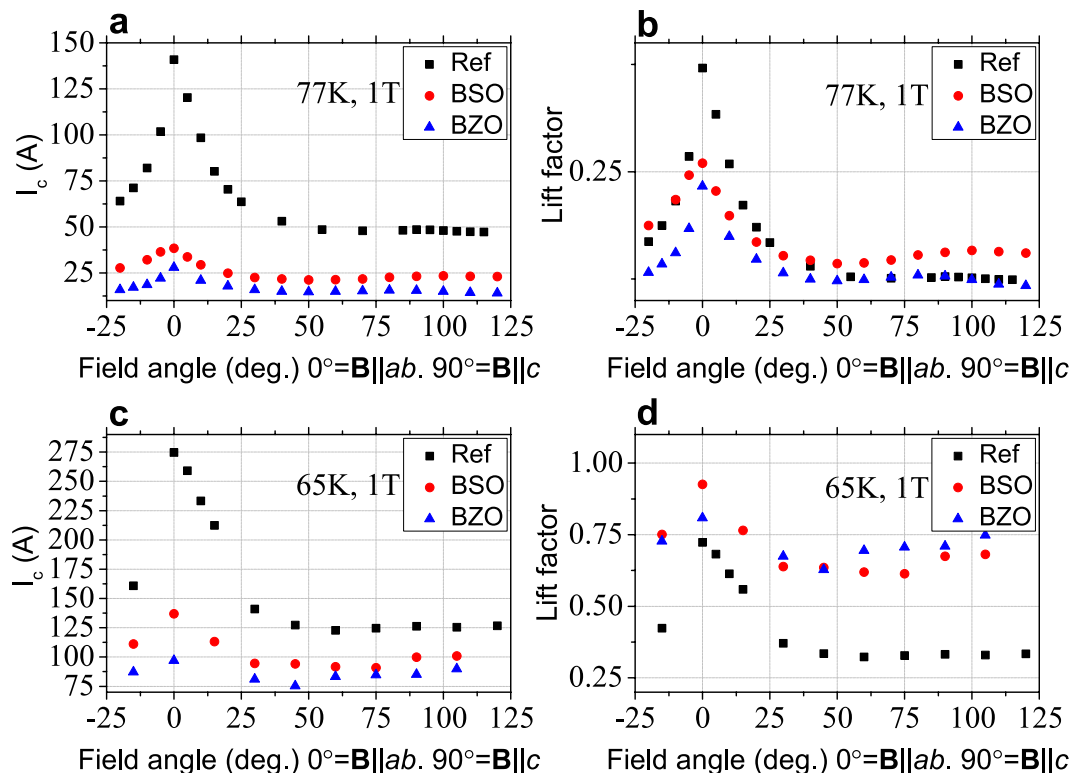 a
150
125
100
75
50
25
I_c (A)
77K, 1T
Ref
BSO
BZO
-25 0 25 50 75 100 125
Field angle (deg.) 0°=B||ab. 90°=B||c
b
0.25
Lift factor
77K, 1T
Ref
BSO
BZO
-25 0 25 50 75 100 125
Field angle (deg.) 0°=B||ab. 90°=B||c
c
275
250
225
200
175
150
125
100
75
I_c (A)
65K, 1T
Ref
BSO
BZO
-25 0 25 50 75 100 125
Field angle (deg.) 0°=B||ab. 90°=B||c
d
1.00
0.75
0.50
0.25
Lift factor
65K, 1T
Ref
BSO
BZO
-25 0 25 50 75 100 125
Field angle (deg.) 0°=B||ab. 90°=B||c